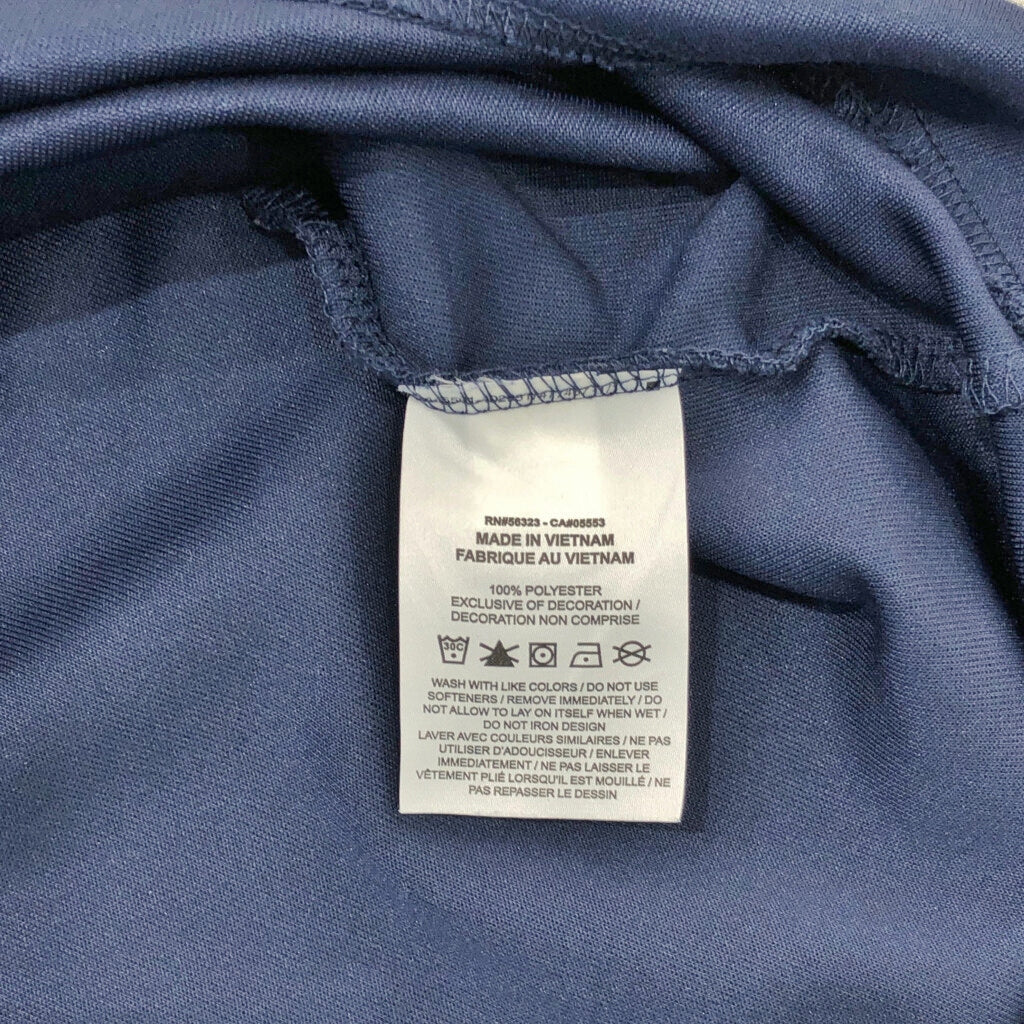 RN#56323 - CA#05553
MADE IN VIETNAM
FABRIQUE AU VIETNAM
100% POLYESTER
EXCLUSIVE OF DECORATION /
DECORATION NON COMPRISE
30C
WASH WITH LIKE COLORS / DO NOT USE
SOFTENERS / REMOVE IMMEDIATELY / DO
NOT ALLOW TO LAY ON ITSELF WHEN WET /
DO NOT IRON DESIGN
LAVER AVEC COULEURS SIMILAIRES / NE PAS
UTILISER D'ADOUCISSEUR / ENLEVER
IMMEDIATEMENT / NE PAS LAISSER LE
VÊTEMENT PLIÉ LORSQU'IL EST MOUILLÉ / NE
PAS REPASSER LE DESSIN